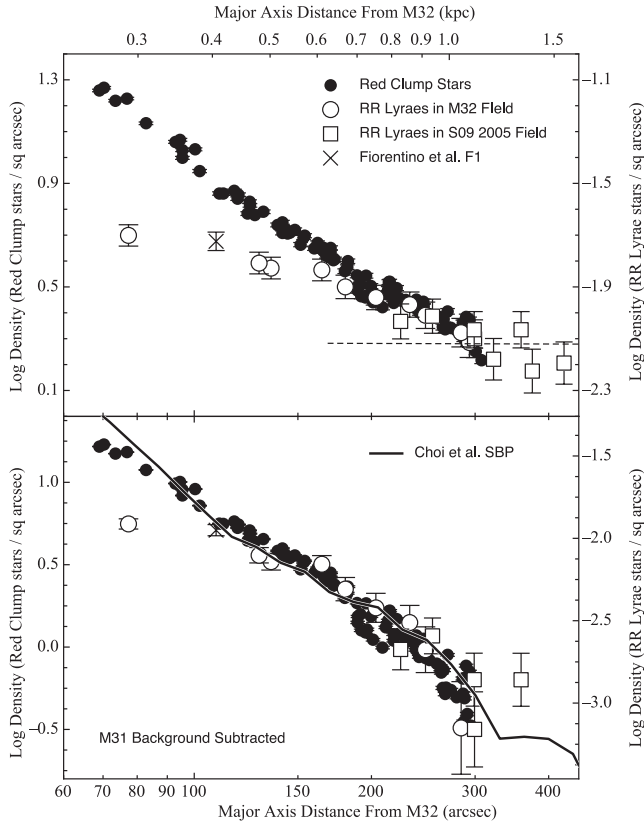 Major Axis Distance From M32 (kpc)
0.3 0.4 0.5 0.6 0.7 0.8 0.9 1.0 1.5
Log Density (Red Clump stars / sq arcsec)
1.3
0.9
0.5
0.1
Red Clump Stars
RR Lyraes in M32 Field
RR Lyraes in S09 2005 Field
Fiorentino et al. F1
−1.1
−1.5
−1.9
−2.3
Log Density (RR Lyrae stars / sq arcsec)
Log Density (Red Clump stars / sq arcsec)
1.0
0.5
0.0
−0.5
Choi et al. SBP
M31 Background Subtracted
−1.5
−2.0
−2.5
−3.0
Log Density (RR Lyrae stars / sq arcsec)
60 70 80 90 100 150 200 300 400
Major Axis Distance From M32 (arcsec)